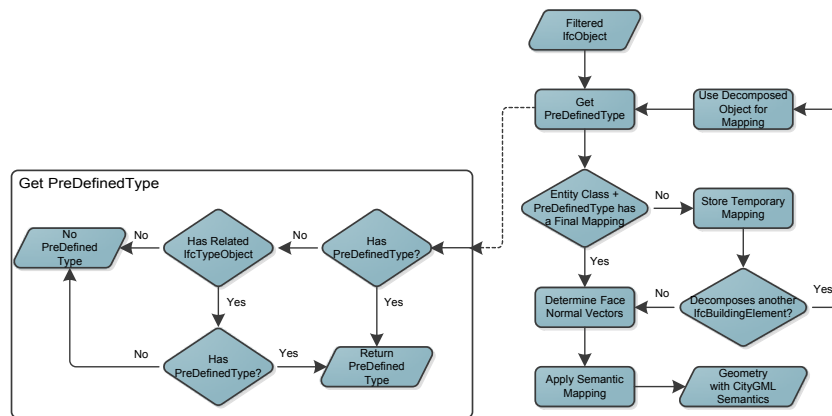 Filtered
IfcObject
Get
PreDefinedType
Use Decomposed
Object for
Mapping
Entity Class +
PreDefinedType has
a Final Mapping
No
Store Temporary
Mapping
Yes
Decomposes another
IfcBuildingElement?
Yes
No
Determine Face
Normal Vectors
Apply Semantic
Mapping
Geometry
with CityGML
Semantics
Get PreDefinedType
Has
PreDefinedType?
No
Has Related
IfcTypeObject
No
No
PreDefined
Type
Yes
Yes
Has
PreDefinedType?
No
Yes
Return
PreDefined
Type